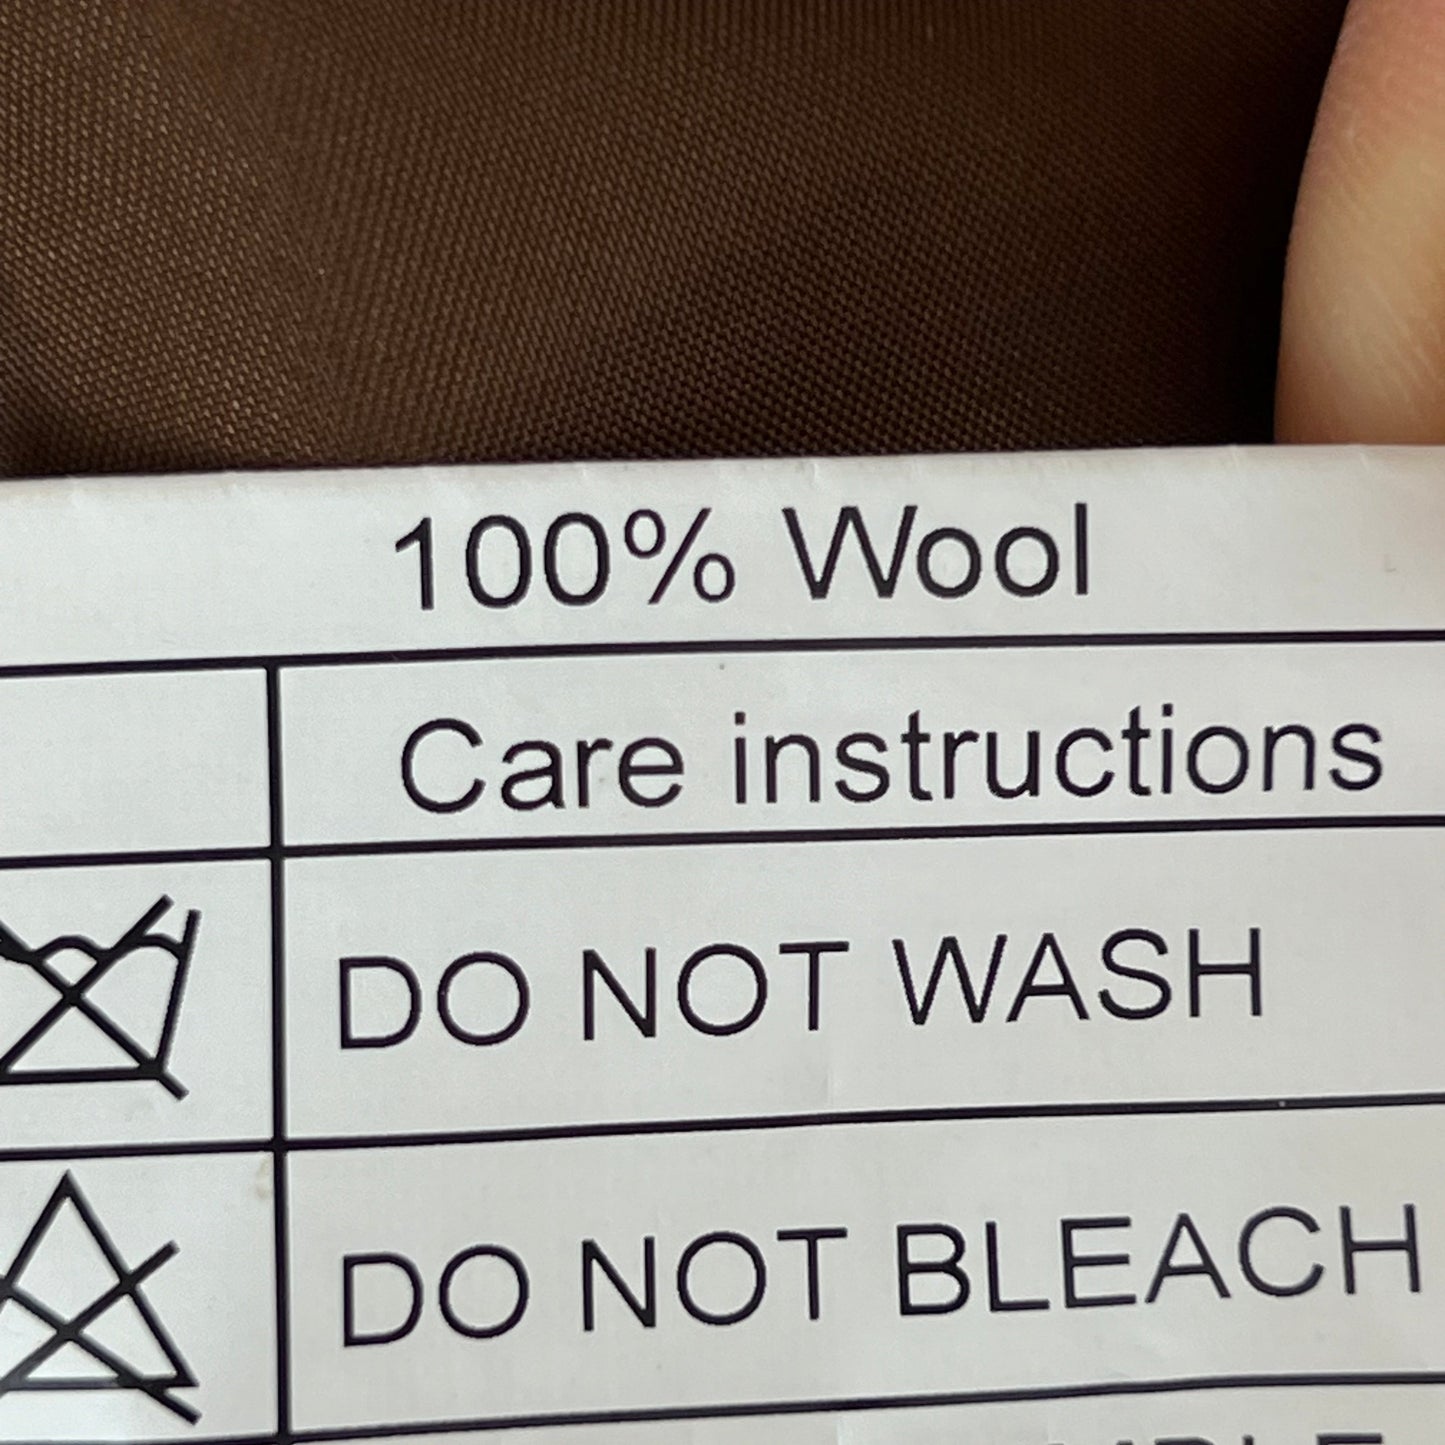 100% Wool
Care instructions
DO NOT WASH
DO NOT BLEACH